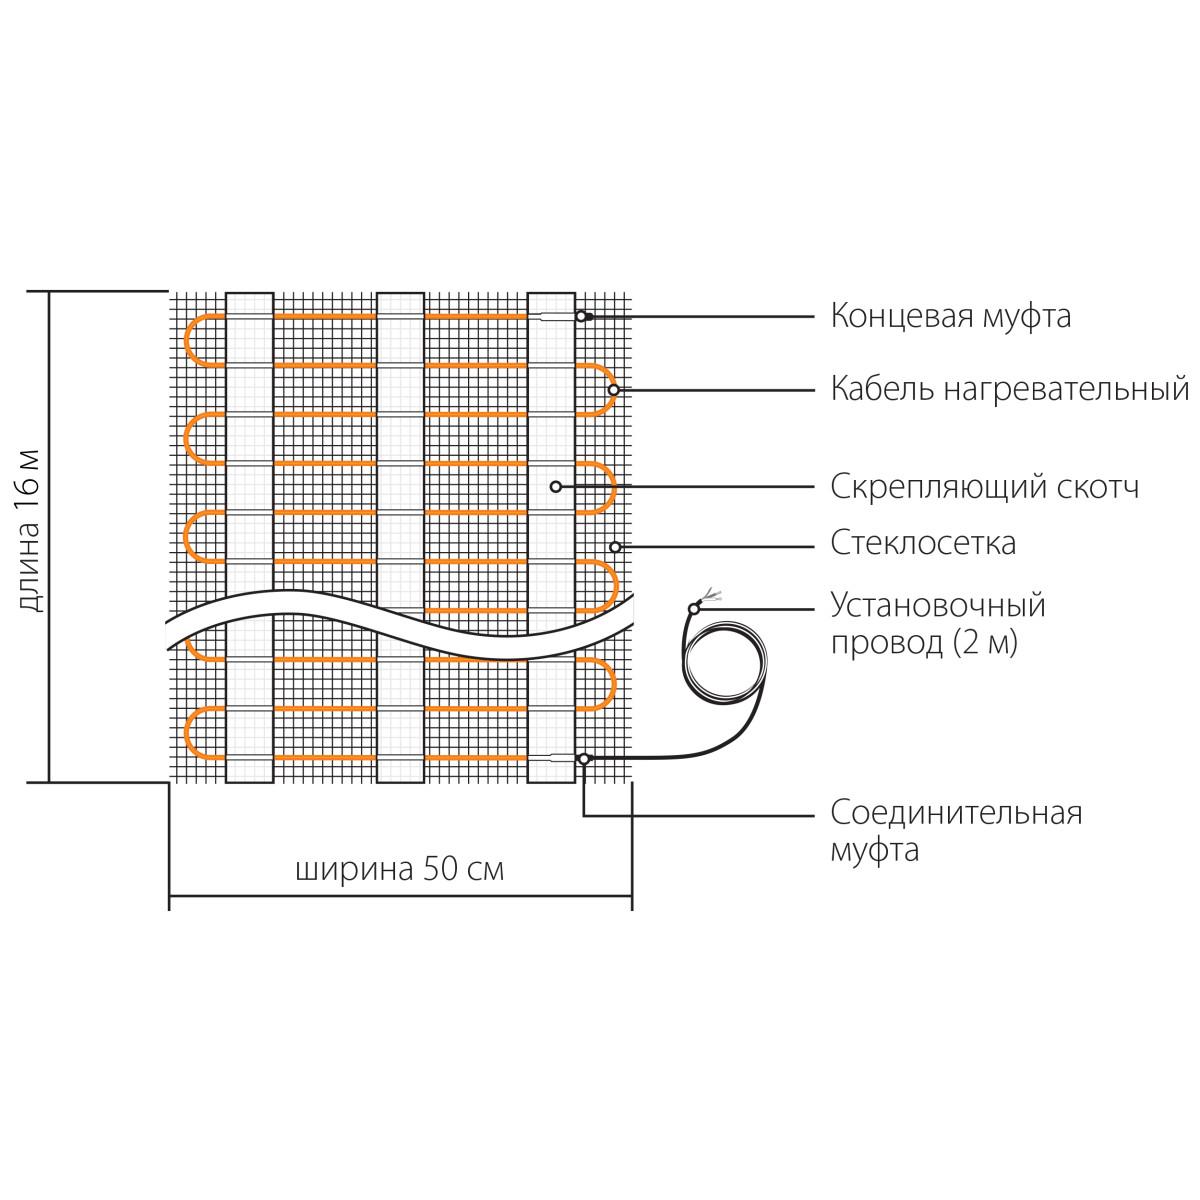 Концевая муфта
Кабель нагревательный
Скрепляющий скотч
Стеклосетка
Установочный
провод (2 м)
Соединительная
муфта
длина 16 м
ширина 50 см